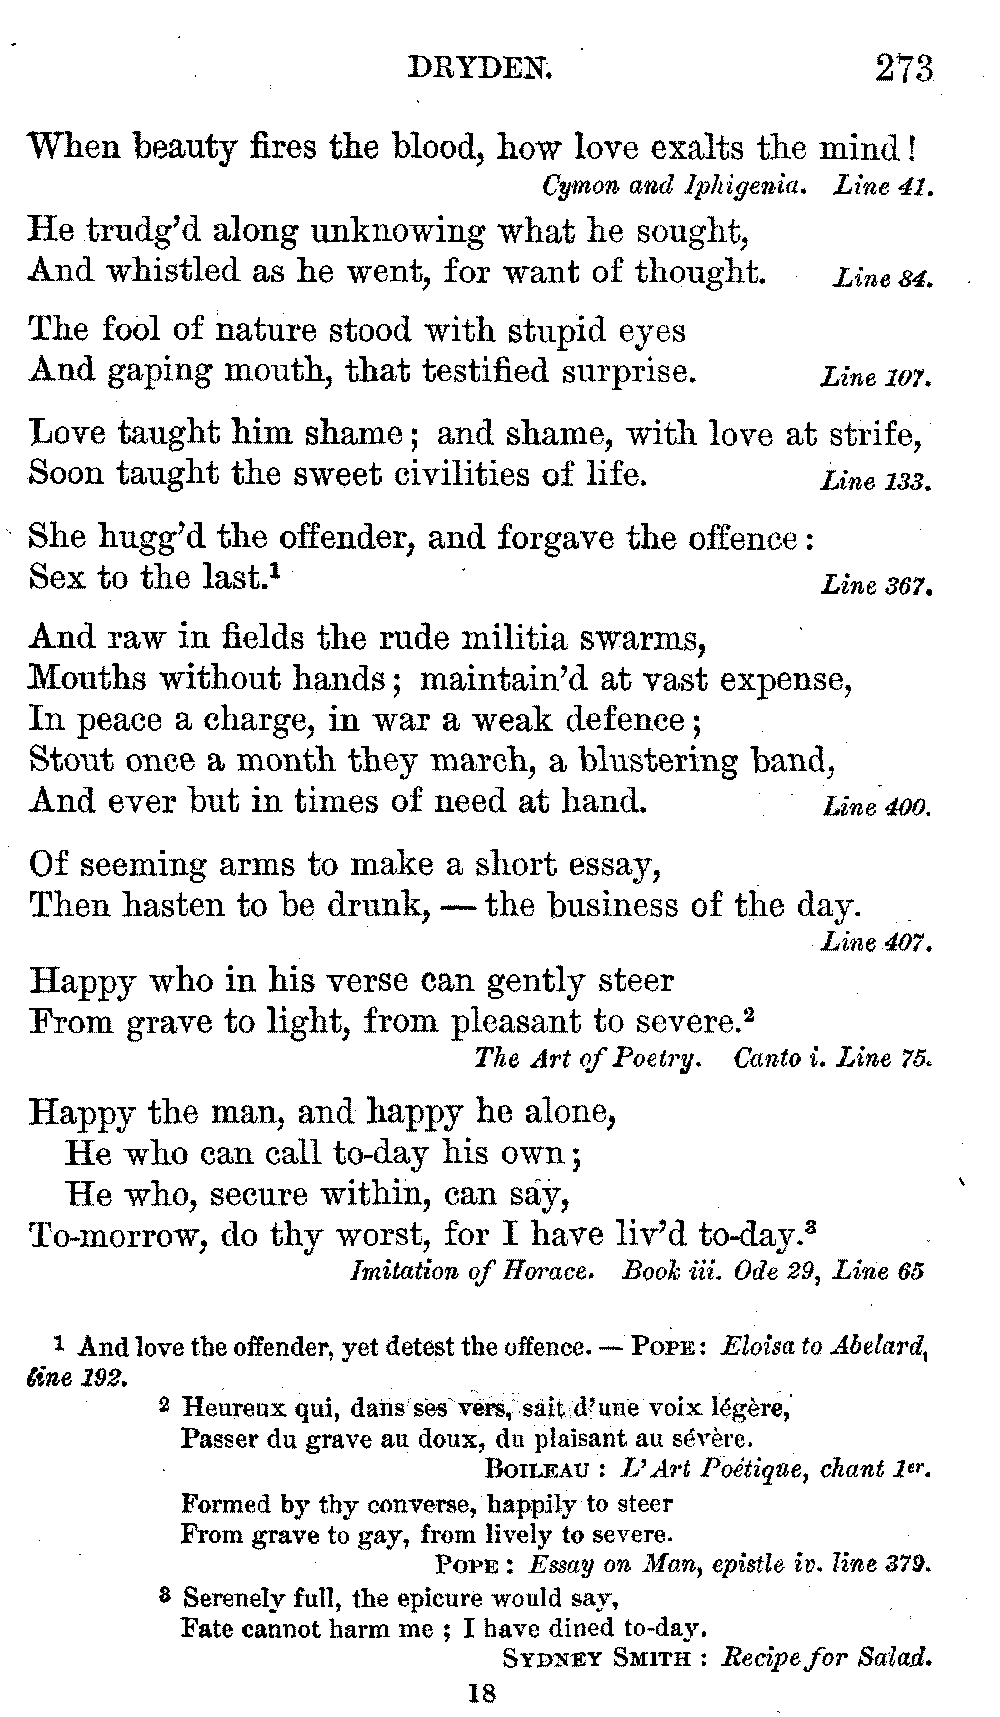 DRYDEN. 273
When beauty fires the blood, how love exalts the mind!
Cymon and Iphigenia. Line 41.
He trudg'd along unknowing what he sought,
And whistled as he went, for want of thought. Line 84.
The fool of nature stood with stupid eyes
And gaping mouth, that testified surprise. Line 107.
Love taught him shame; and shame, with love at strife,
Soon taught the sweet civilities of life. Line 133.
She hugg'd the offender, and forgave the offence:
Sex to the last.¹ Line 367.
And raw in fields the rude militia swarms,
Mouths without hands; maintain'd at vast expense,
In peace a charge, in war a weak defence;
Stout once a month they march, a blustering band,
And ever but in times of need at hand. Line 400.
Of seeming arms to make a short essay,
Then hasten to be drunk, — the business of the day.
Line 407.
Happy who in his verse can gently steer
From grave to light, from pleasant to severe.²
The Art of Poetry. Canto i. Line 75.
Happy the man, and happy he alone,
He who can call to-day his own;
He who, secure within, can say,
To-morrow, do thy worst, for I have liv'd to-day.³
Imitation of Horace. Book iii. Ode 29, Line 65
¹ And love the offender, yet detest the offence. — POPE: Eloisa to Abelard,
line 192.
² Heureux qui, dans ses vers, sait d'une voix légère,
Passer du grave au doux, du plaisant au sévère.
BOILEAU: L'Art Poétique, chant 1er.
Formed by thy converse, happily to steer
From grave to gay, from lively to severe.
POPE: Essay on Man, epistle iv. line 379.
³ Serenely full, the epicure would say,
Fate cannot harm me; I have dined to-day.
SYDNEY SMITH: Recipe for Salad.
18